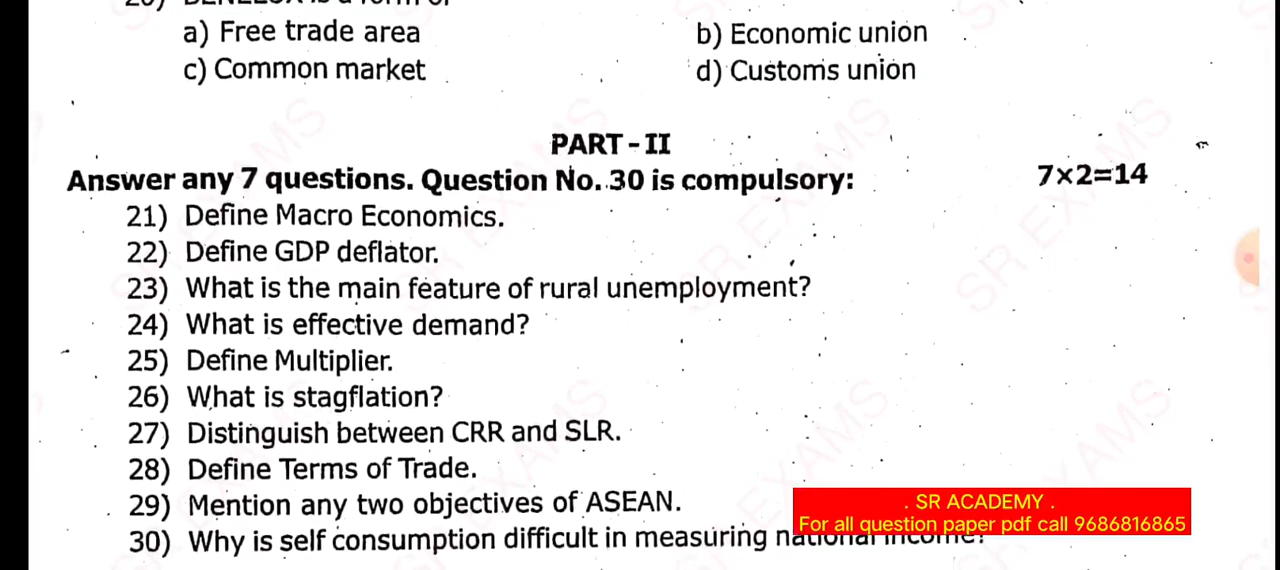 a) Free trade area b) Economic union
c) Common market d) Customs union
PART - II
Answer any 7 questions. Question No. 30 is compulsory: 7×2=14
21) Define Macro Economics.
22) Define GDP deflator.
23) What is the main feature of rural unemployment?
24) What is effective demand?
25) Define Multiplier.
26) What is stagflation?
27) Distinguish between CRR and SLR.
28) Define Terms of Trade.
29) Mention any two objectives of ASEAN.
30) Why is self consumption difficult in measuring national income?
. SR ACADEMY .
For all question paper pdf call 9686816865
SR EXAMS